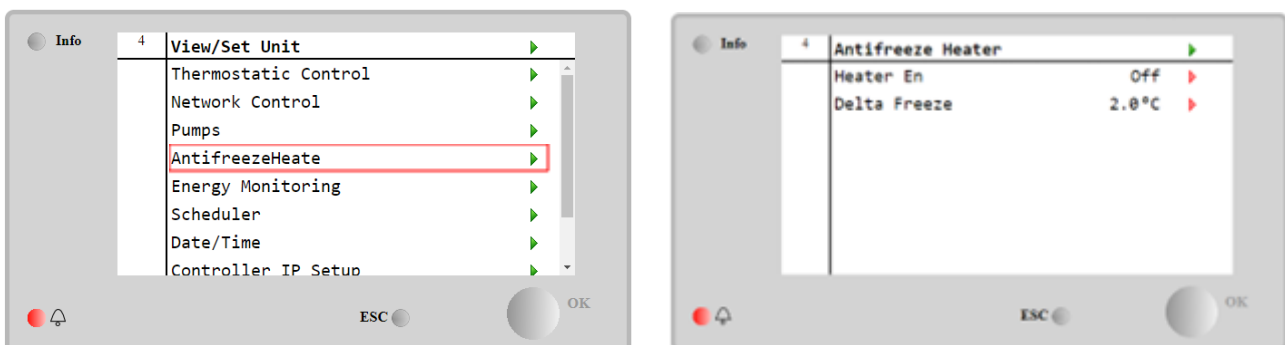 Info
4 View/Set Unit
Thermostatic Control
Network Control
Pumps
AntifreezeHeate
Energy Monitoring
Scheduler
Date/Time
Controller IP Setup
ESC
OK
Info
4 Antifreeze Heater
Heater En Off
Delta Freeze 2.0°C
ESC
OK